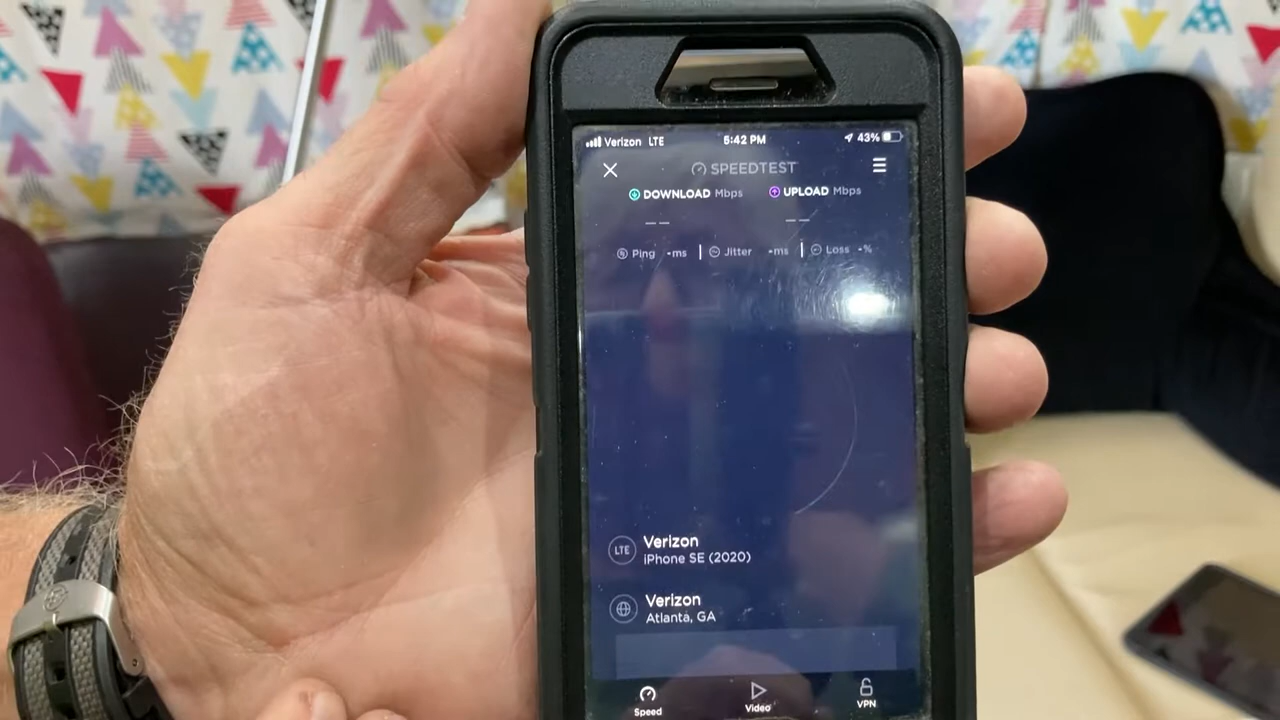 Verizon LTE 5:42 PM 43%
SPEEDTEST
DOWNLOAD Mbps UPLOAD Mbps
— — — —
Ping -ms | Jitter -ms | Loss -%
LTE Verizon
iPhone SE (2020)
Verizon
Atlanta, GA
Speed Video VPN